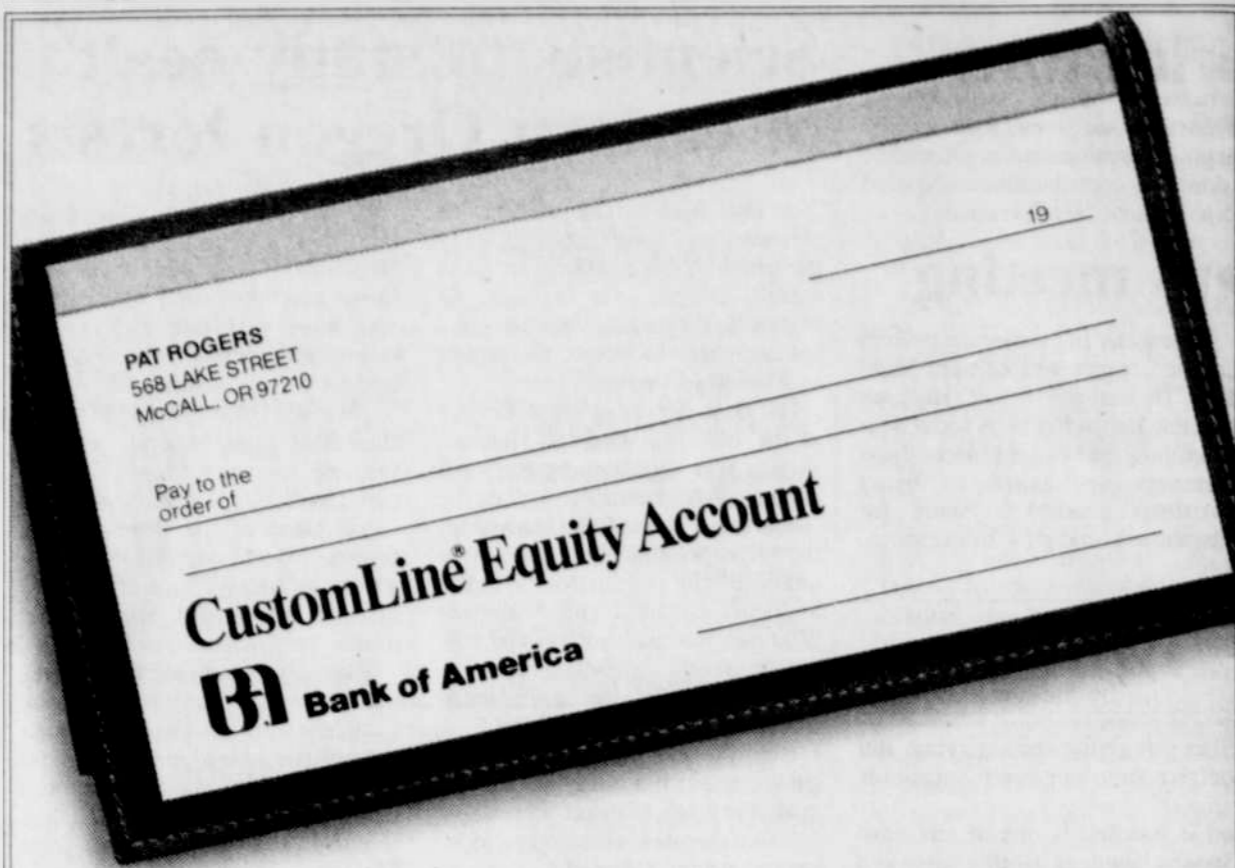 19
PAT ROGERS
568 LAKE STREET
McCALL, OR 97210
Pay to the
order of
CustomLine® Equity Account
BA Bank of America